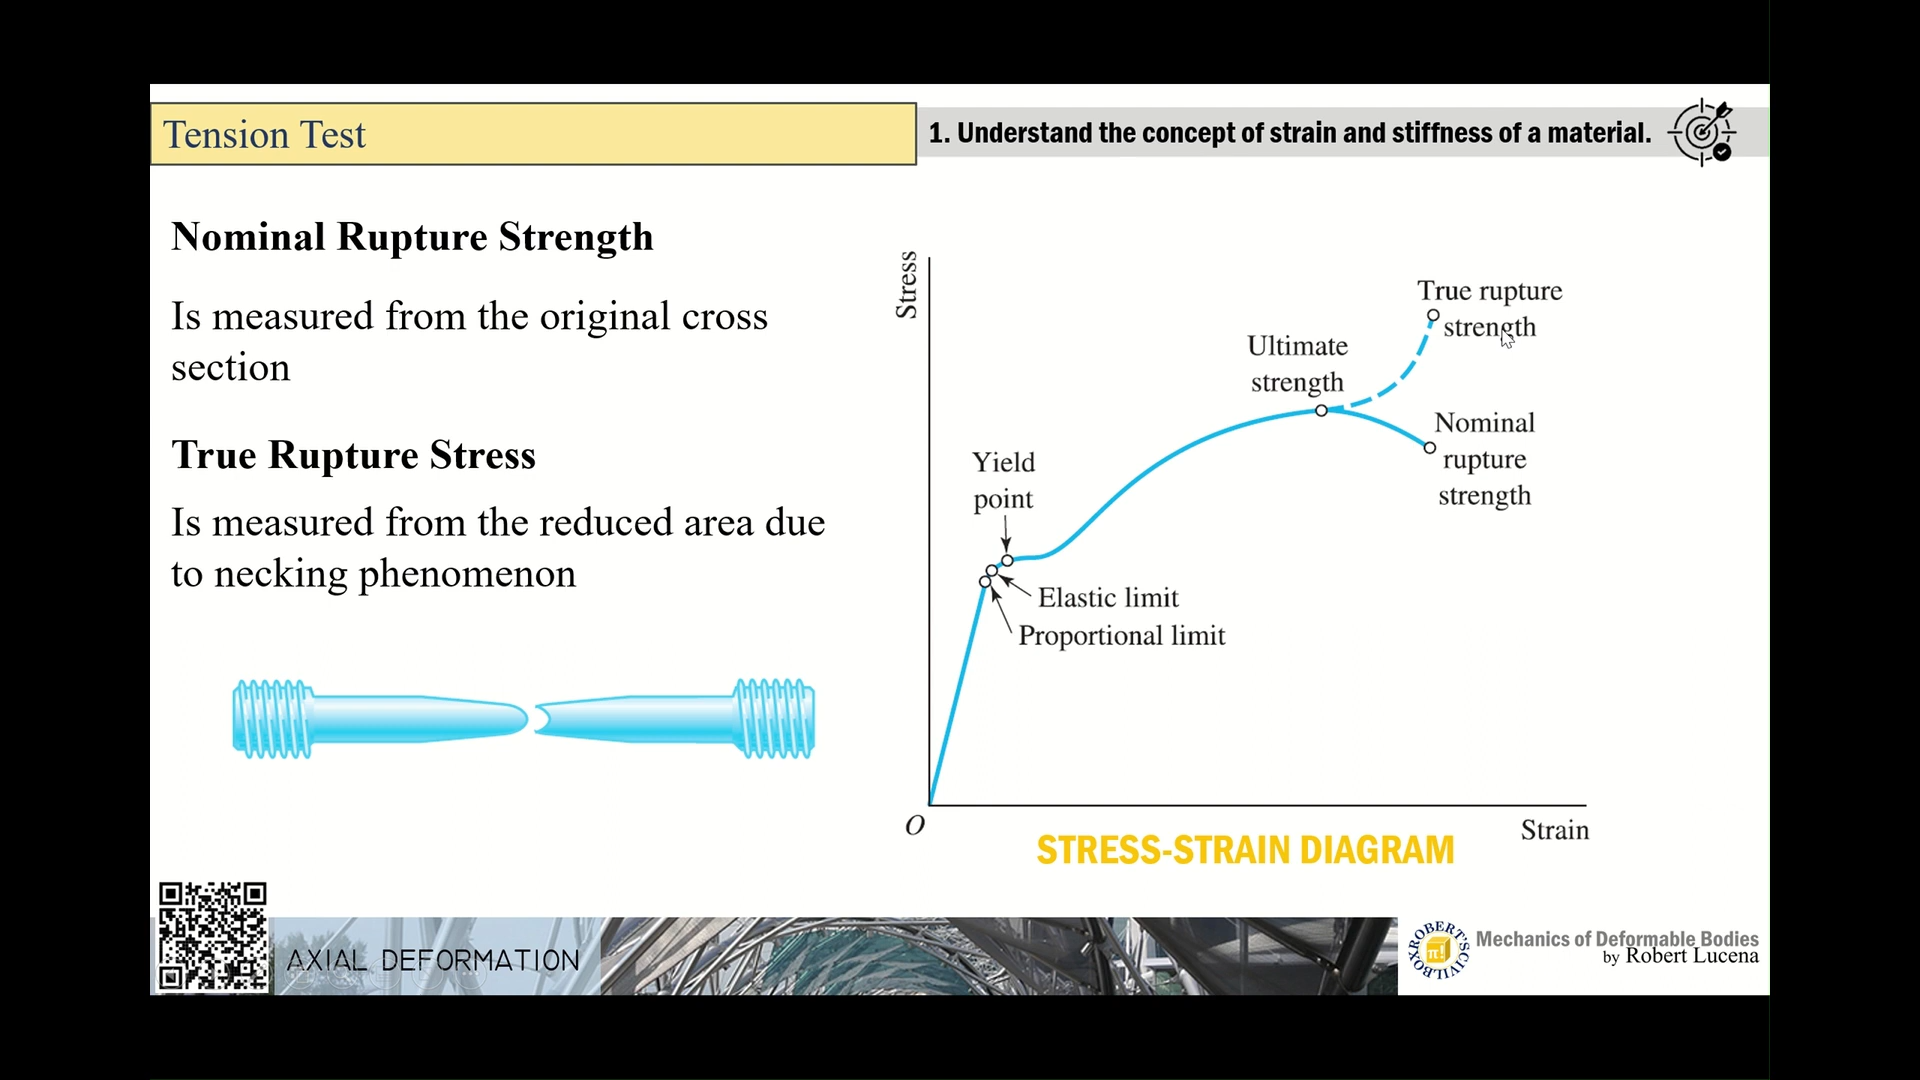 Tension Test
1. Understand the concept of strain and stiffness of a material.
Nominal Rupture Strength
Is measured from the original cross
section
True Rupture Stress
Is measured from the reduced area due
to necking phenomenon
Stress
True rupture
strength
Ultimate
strength
Nominal
rupture
strength
Yield
point
Elastic limit
Proportional limit
O
Strain
STRESS-STRAIN DIAGRAM
AXIAL DEFORMATION
ROBERT'S
CIVILBOX
π!
Mechanics of Deformable Bodies
by Robert Lucena